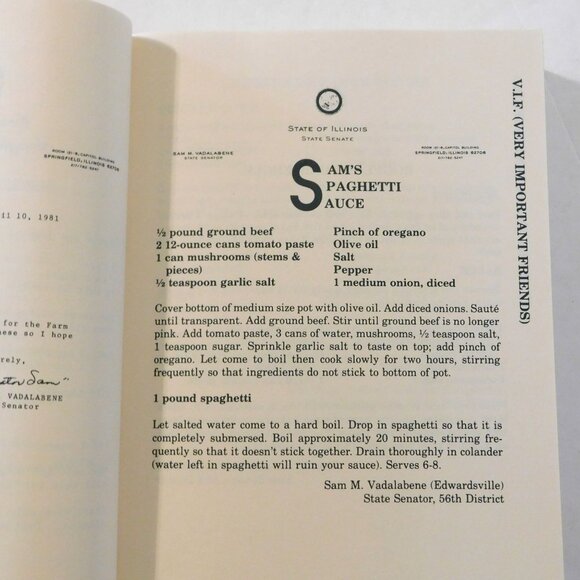 ROOM 121-B, CAPITOL BUILDING
SPRINGFIELD, ILLINOIS 62706
217/782-5247
il 10, 1981
for the Farm
ese so I hope
rely,
ator Sam"
VADALABENE
Senator
STATE OF ILLINOIS
STATE SENATE
SAM M. VADALABENE
STATE SENATOR
ROOM 121-B, CAPITOL BUILDING
SPRINGFIELD, ILLINOIS 62706
217/782-5247
SAM'S
SPAGHETTI
SAUCE
½ pound ground beef
2 12-ounce cans tomato paste
1 can mushrooms (stems &
pieces)
½ teaspoon garlic salt
Pinch of oregano
Olive oil
Salt
Pepper
1 medium onion, diced
Cover bottom of medium size pot with olive oil. Add diced onions. Sauté
until transparent. Add ground beef. Stir until ground beef is no longer
pink. Add tomato paste, 3 cans of water, mushrooms, ½ teaspoon salt,
1 teaspoon sugar. Sprinkle garlic salt to taste on top; add pinch of
oregano. Let come to boil then cook slowly for two hours, stirring
frequently so that ingredients do not stick to bottom of pot.
1 pound spaghetti
Let salted water come to a hard boil. Drop in spaghetti so that it is
completely submersed. Boil approximately 20 minutes, stirring fre-
quently so that it doesn't stick together. Drain thoroughly in colander
(water left in spaghetti will ruin your sauce). Serves 6-8.
Sam M. Vadalabene (Edwardsville)
State Senator, 56th District
V.I.F. (VERY IMPORTANT FRIENDS)